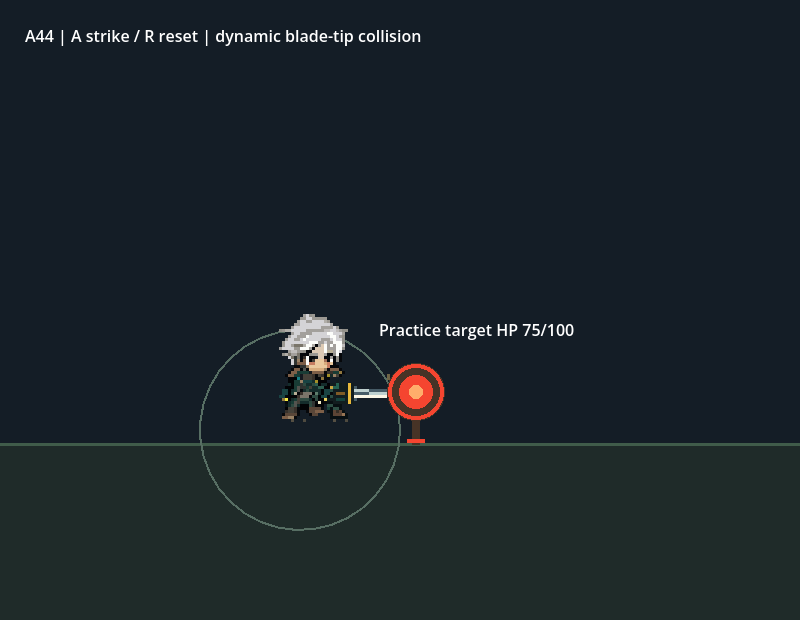 A44 | A strike / R reset | dynamic blade-tip collision
Practice target HP 75/100